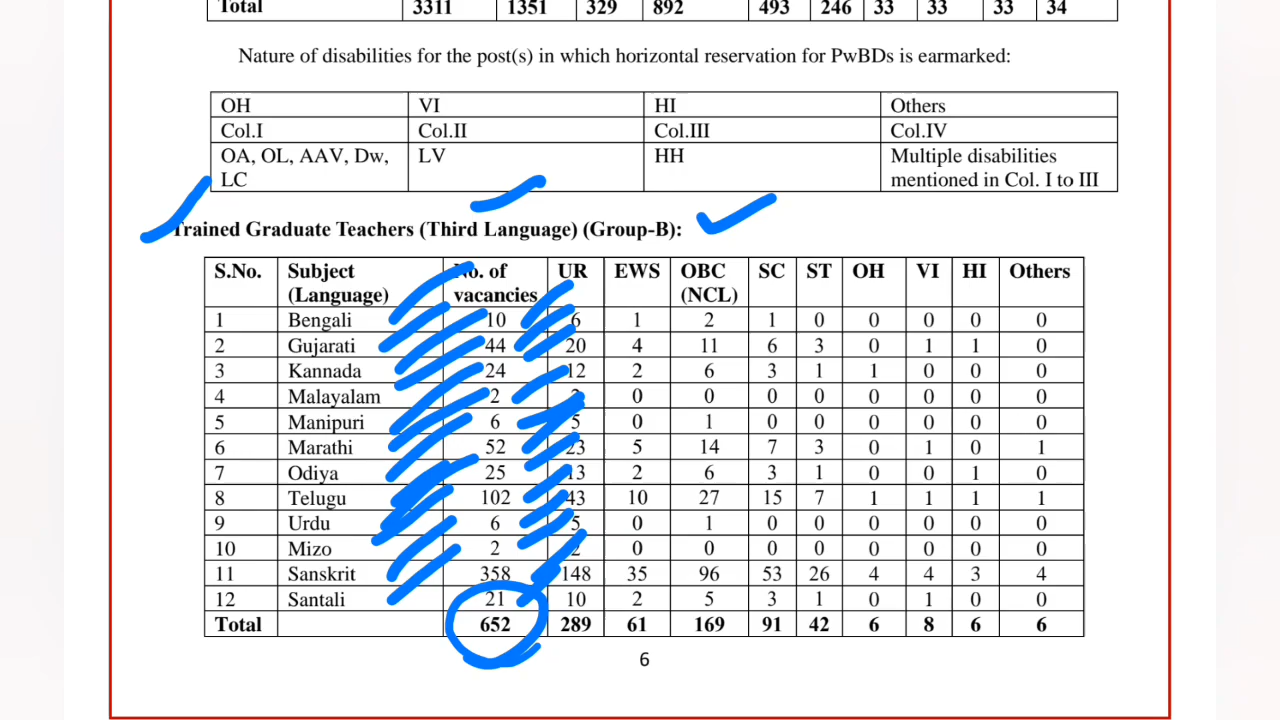 Total 3311 1351 329 892 493 246 33 33 33 34
Nature of disabilities for the post(s) in which horizontal reservation for PwBDs is earmarked:
OH VI HI Others
Col.I Col.II Col.III Col.IV
OA, OL, AAV, Dw, LC LV HH Multiple disabilities mentioned in Col. I to III
Trained Graduate Teachers (Third Language) (Group-B):
S.No. Subject (Language) No. of vacancies UR EWS OBC (NCL) SC ST OH VI HI Others
1 Bengali 10 6 1 2 1 0 0 0 0 0
2 Gujarati 44 20 4 11 6 3 0 1 1 0
3 Kannada 24 12 2 6 3 1 1 0 0 0
4 Malayalam 2 2 0 0 0 0 0 0 0 0
5 Manipuri 6 5 0 1 0 0 0 0 0 0
6 Marathi 52 23 5 14 7 3 0 1 0 1
7 Odiya 25 13 2 6 3 1 0 0 1 0
8 Telugu 102 43 10 27 15 7 1 1 1 1
9 Urdu 6 5 0 1 0 0 0 0 0 0
10 Mizo 2 2 0 0 0 0 0 0 0 0
11 Sanskrit 358 148 35 96 53 26 4 4 3 4
12 Santali 21 10 2 5 3 1 0 1 0 0
Total 652 289 61 169 91 42 6 8 6 6
6